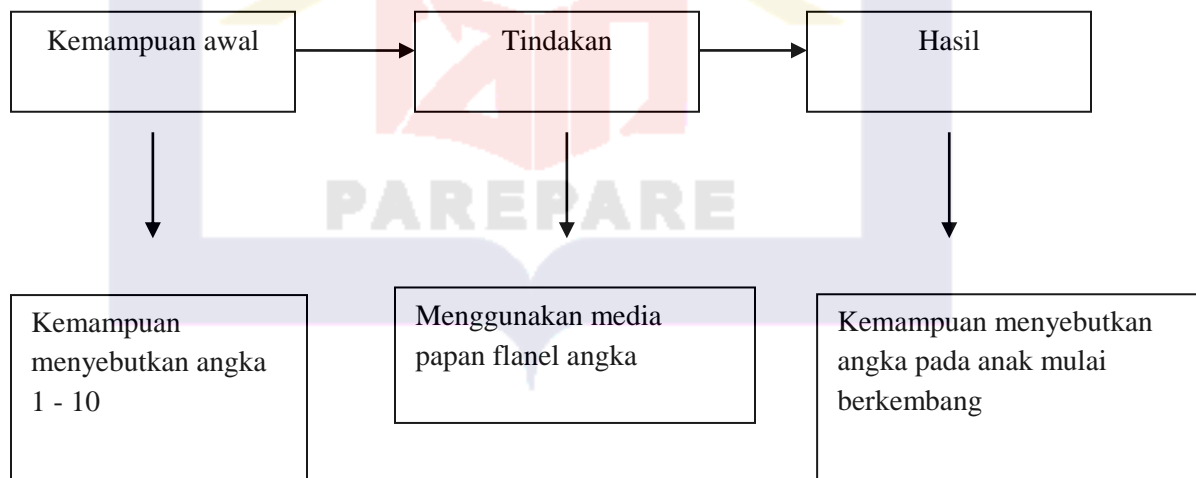 Kemampuan awal
Tindakan
Hasil
PAREPARE
Kemampuan
menyebutkan angka
1 - 10
Menggunakan media
papan flanel angka
Kemampuan menyebutkan
angka pada anak mulai
berkembang